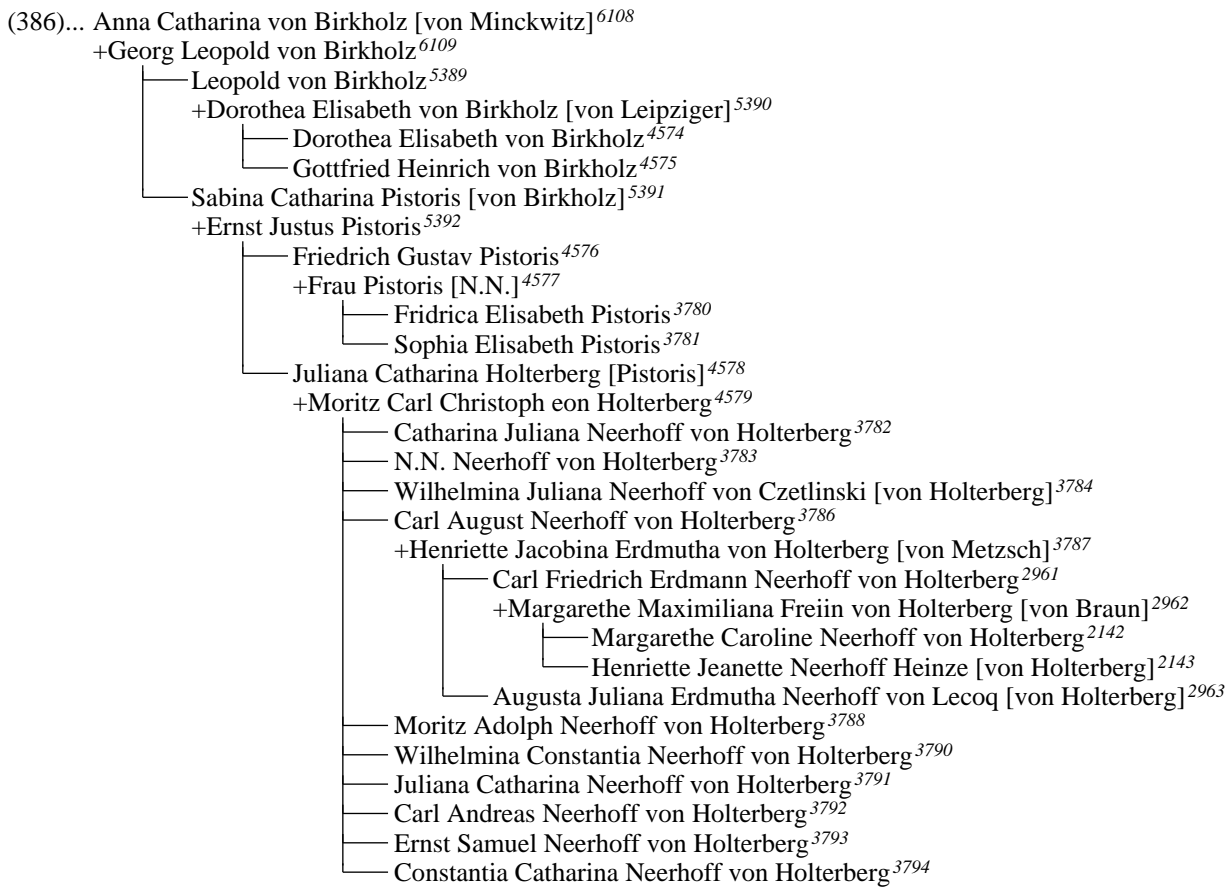 (386)... Anna Catharina von Birkholz [von Minckwitz]6108
+Georg Leopold von Birkholz6109
Leopold von Birkholz5389
+Dorothea Elisabeth von Birkholz [von Leipziger]5390
Dorothea Elisabeth von Birkholz4574
Gottfried Heinrich von Birkholz4575
Sabina Catharina Pistoris [von Birkholz]5391
+Ernst Justus Pistoris5392
Friedrich Gustav Pistoris4576
+Frau Pistoris [N.N.]4577
Fridrica Elisabeth Pistoris3780
Sophia Elisabeth Pistoris3781
Juliana Catharina Holterberg [Pistoris]4578
+Moritz Carl Christoph eon Holterberg4579
Catharina Juliana Neerhoff von Holterberg3782
N.N. Neerhoff von Holterberg3783
Wilhelmina Juliana Neerhoff von Czetlinski [von Holterberg]3784
Carl August Neerhoff von Holterberg3786
+Henriette Jacobina Erdmutha von Holterberg [von Metzsch]3787
Carl Friedrich Erdmann Neerhoff von Holterberg2961
+Margarethe Maximiliana Freiin von Holterberg [von Braun]2962
Margarethe Caroline Neerhoff von Holterberg2142
Henriette Jeanette Neerhoff Heinze [von Holterberg]2143
Augusta Juliana Erdmutha Neerhoff von Lecoq [von Holterberg]2963
Moritz Adolph Neerhoff von Holterberg3788
Wilhelmina Constantia Neerhoff von Holterberg3790
Juliana Catharina Neerhoff von Holterberg3791
Carl Andreas Neerhoff von Holterberg3792
Ernst Samuel Neerhoff von Holterberg3793
Constantia Catharina Neerhoff von Holterberg3794